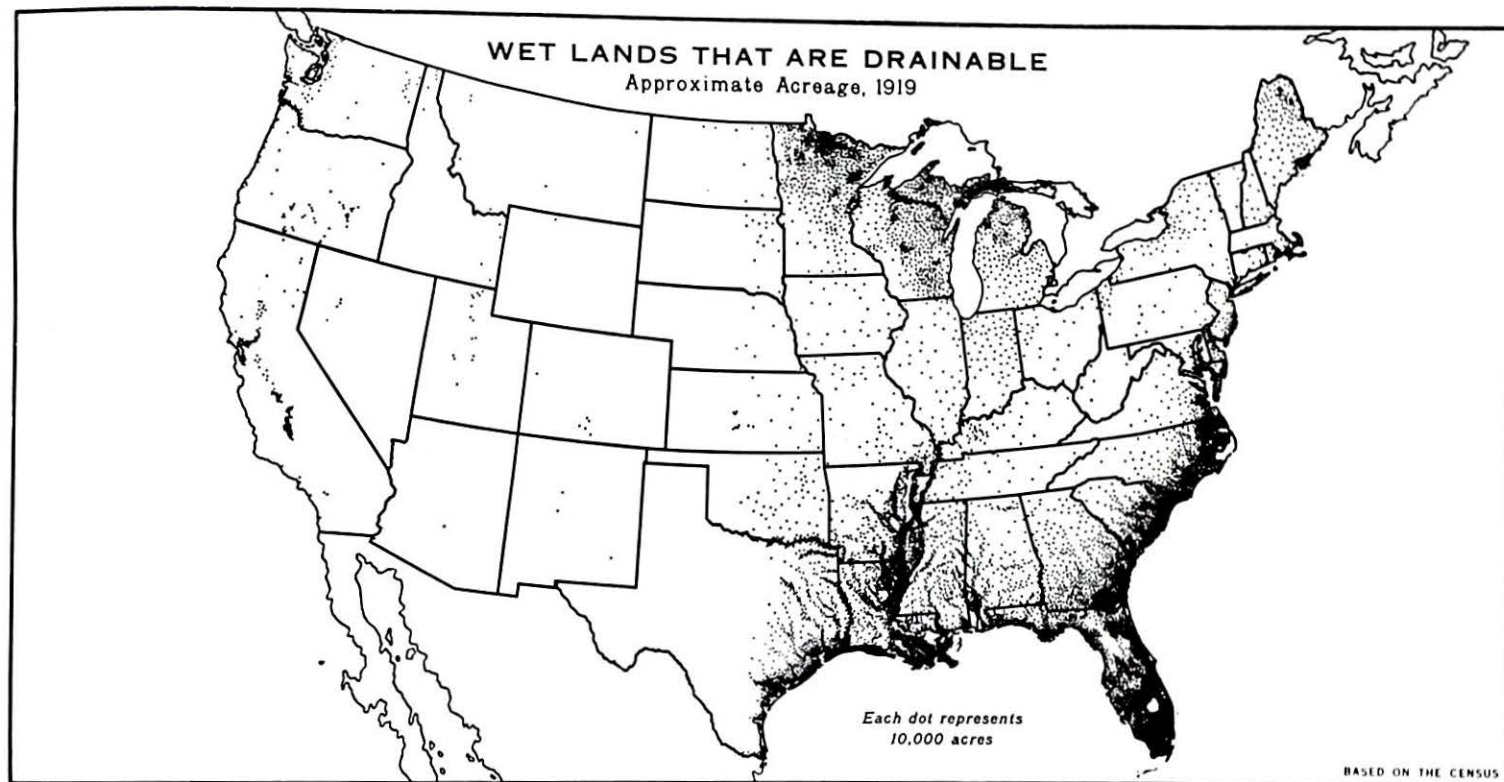 WET LANDS THAT ARE DRAINABLE
Approximate Acreage, 1919
Each dot represents
10,000 acres
BASED ON THE CENSUS